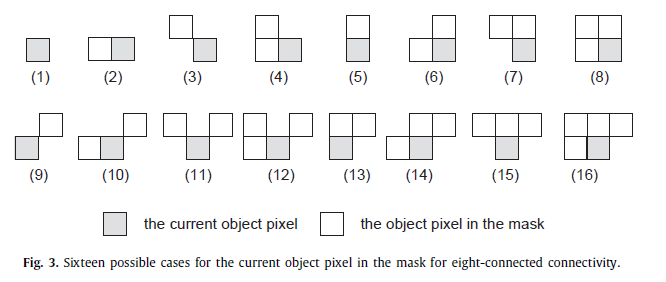 (1) (2) (3) (4) (5) (6) (7) (8)
(9) (10) (11) (12) (13) (14) (15) (16)
the current object pixel the object pixel in the mask
Fig. 3. Sixteen possible cases for the current object pixel in the mask for eight-connected connectivity.